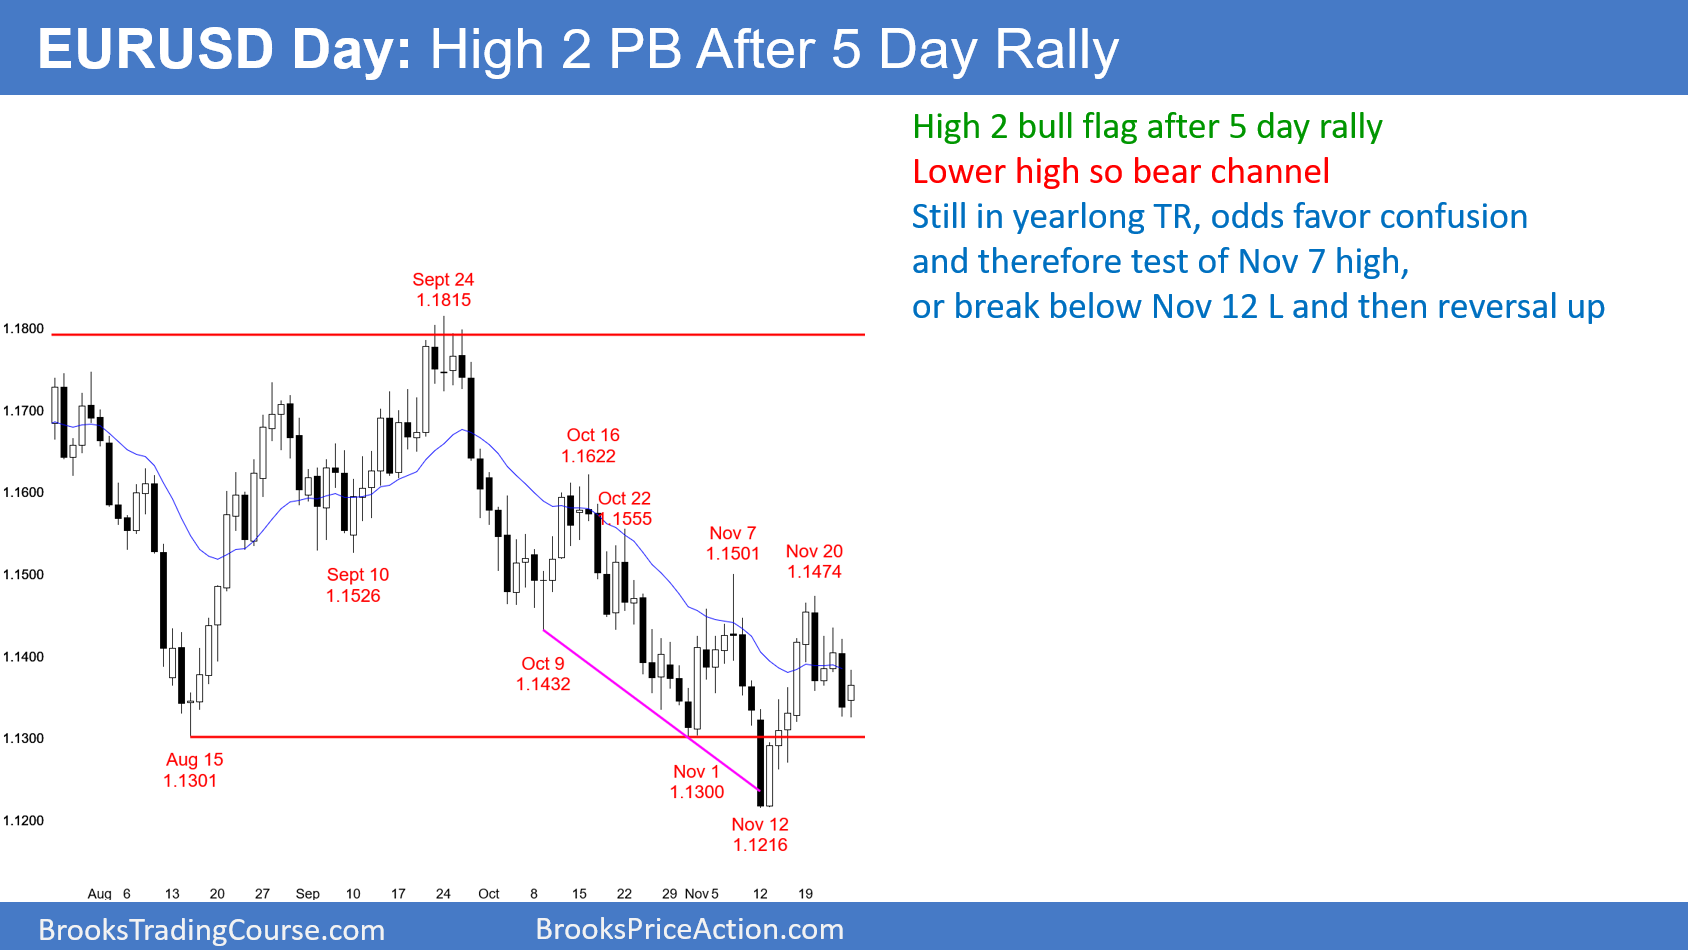 EURUSD Day: High 2 PB After 5 Day Rally
High 2 bull flag after 5 day rally
Lower high so bear channel
Still in yearlong TR, odds favor confusion
and therefore test of Nov 7 high,
or break below Nov 12 L and then reversal up
Sept 24
1.1815
1.1800
1.1700
Oct 16
1.1622
1.1600
Oct 22
1.1555
Nov 7
1.1501
Nov 20
1.1474
1.1500
Sept 10
1.1526
1.1400
Oct 9
1.1432
1.1300
Aug 15
1.1301
Nov 1
1.1300
1.1200
Nov 12
1.1216
Aug 6 13 20 27 Sep 10 17 24 Oct 8 15 22 29 Nov 5 12 19
BrooksTradingCourse.com
BrooksPriceAction.com